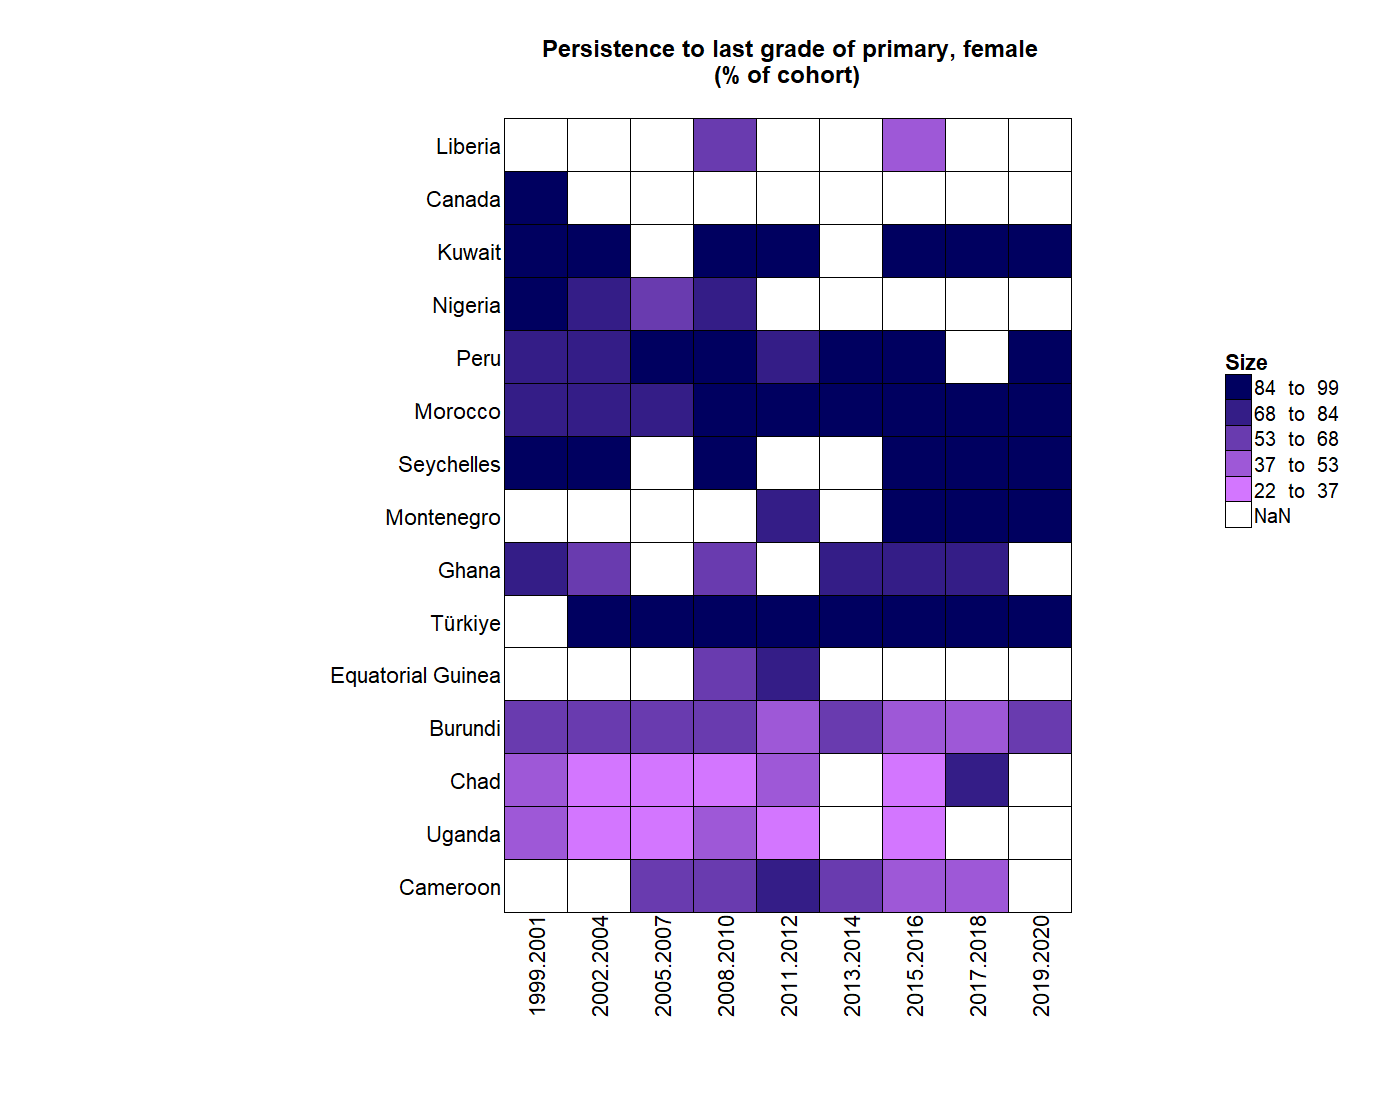 Persistence to last grade of primary, female
(% of cohort)
Liberia
Canada
Kuwait
Nigeria
Peru
Morocco
Seychelles
Montenegro
Ghana
Türkiye
Equatorial Guinea
Burundi
Chad
Uganda
Cameroon
1999.2001
2002.2004
2005.2007
2008.2010
2011.2012
2013.2014
2015.2016
2017.2018
2019.2020
Size
84 to 99
68 to 84
53 to 68
37 to 53
22 to 37
NaN